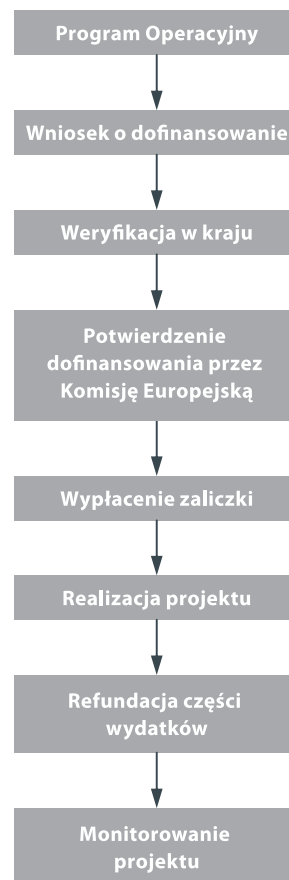 Program Operacyjny
Wniosek o dofinansowanie
Weryfikacja w kraju
Potwierdzenie
dofinansowania przez
Komisję Europejską
Wypłacenie zaliczki
Realizacja projektu
Refundacja części
wydatków
Monitorowanie
projektu